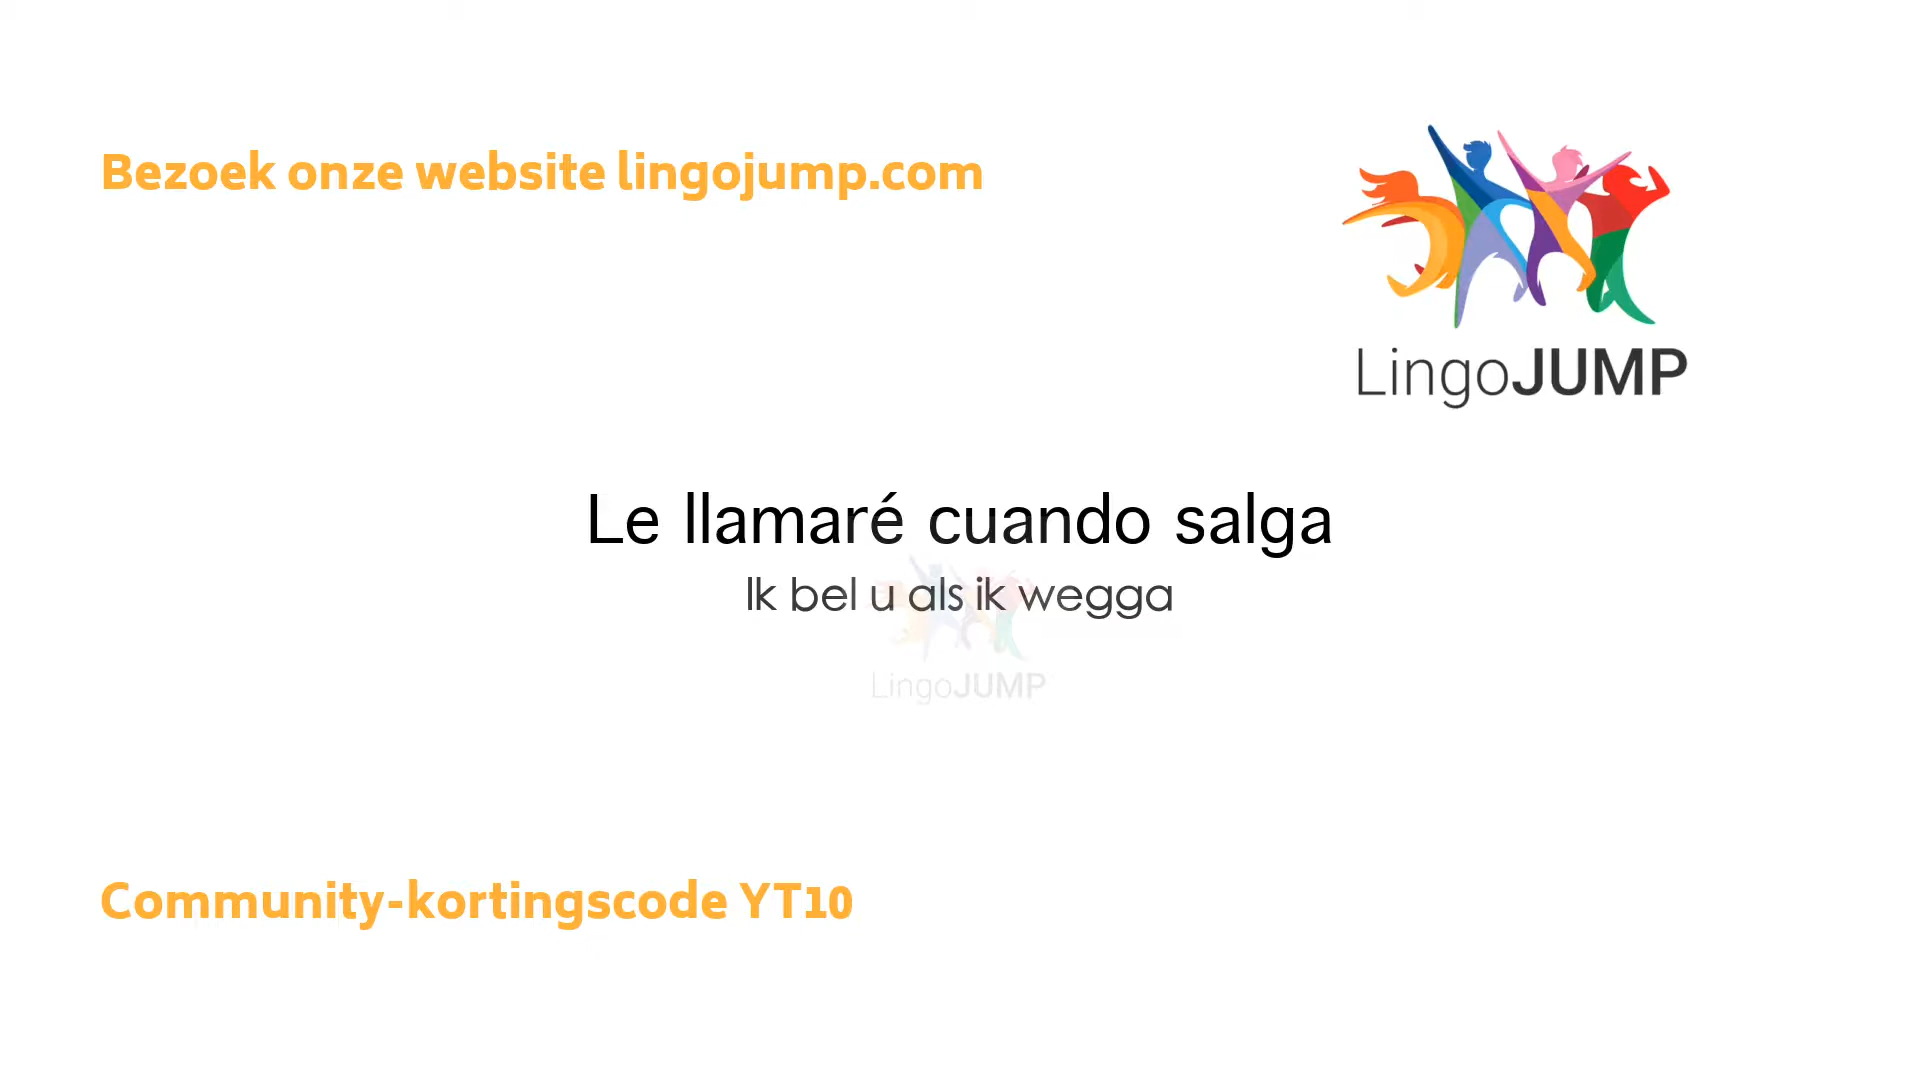 Bezoek onze website lingojump.com
LingoJUMP
Le llamaré cuando salga
Ik bel u als ik wegga
LingoJUMP
Community-kortingscode YT10